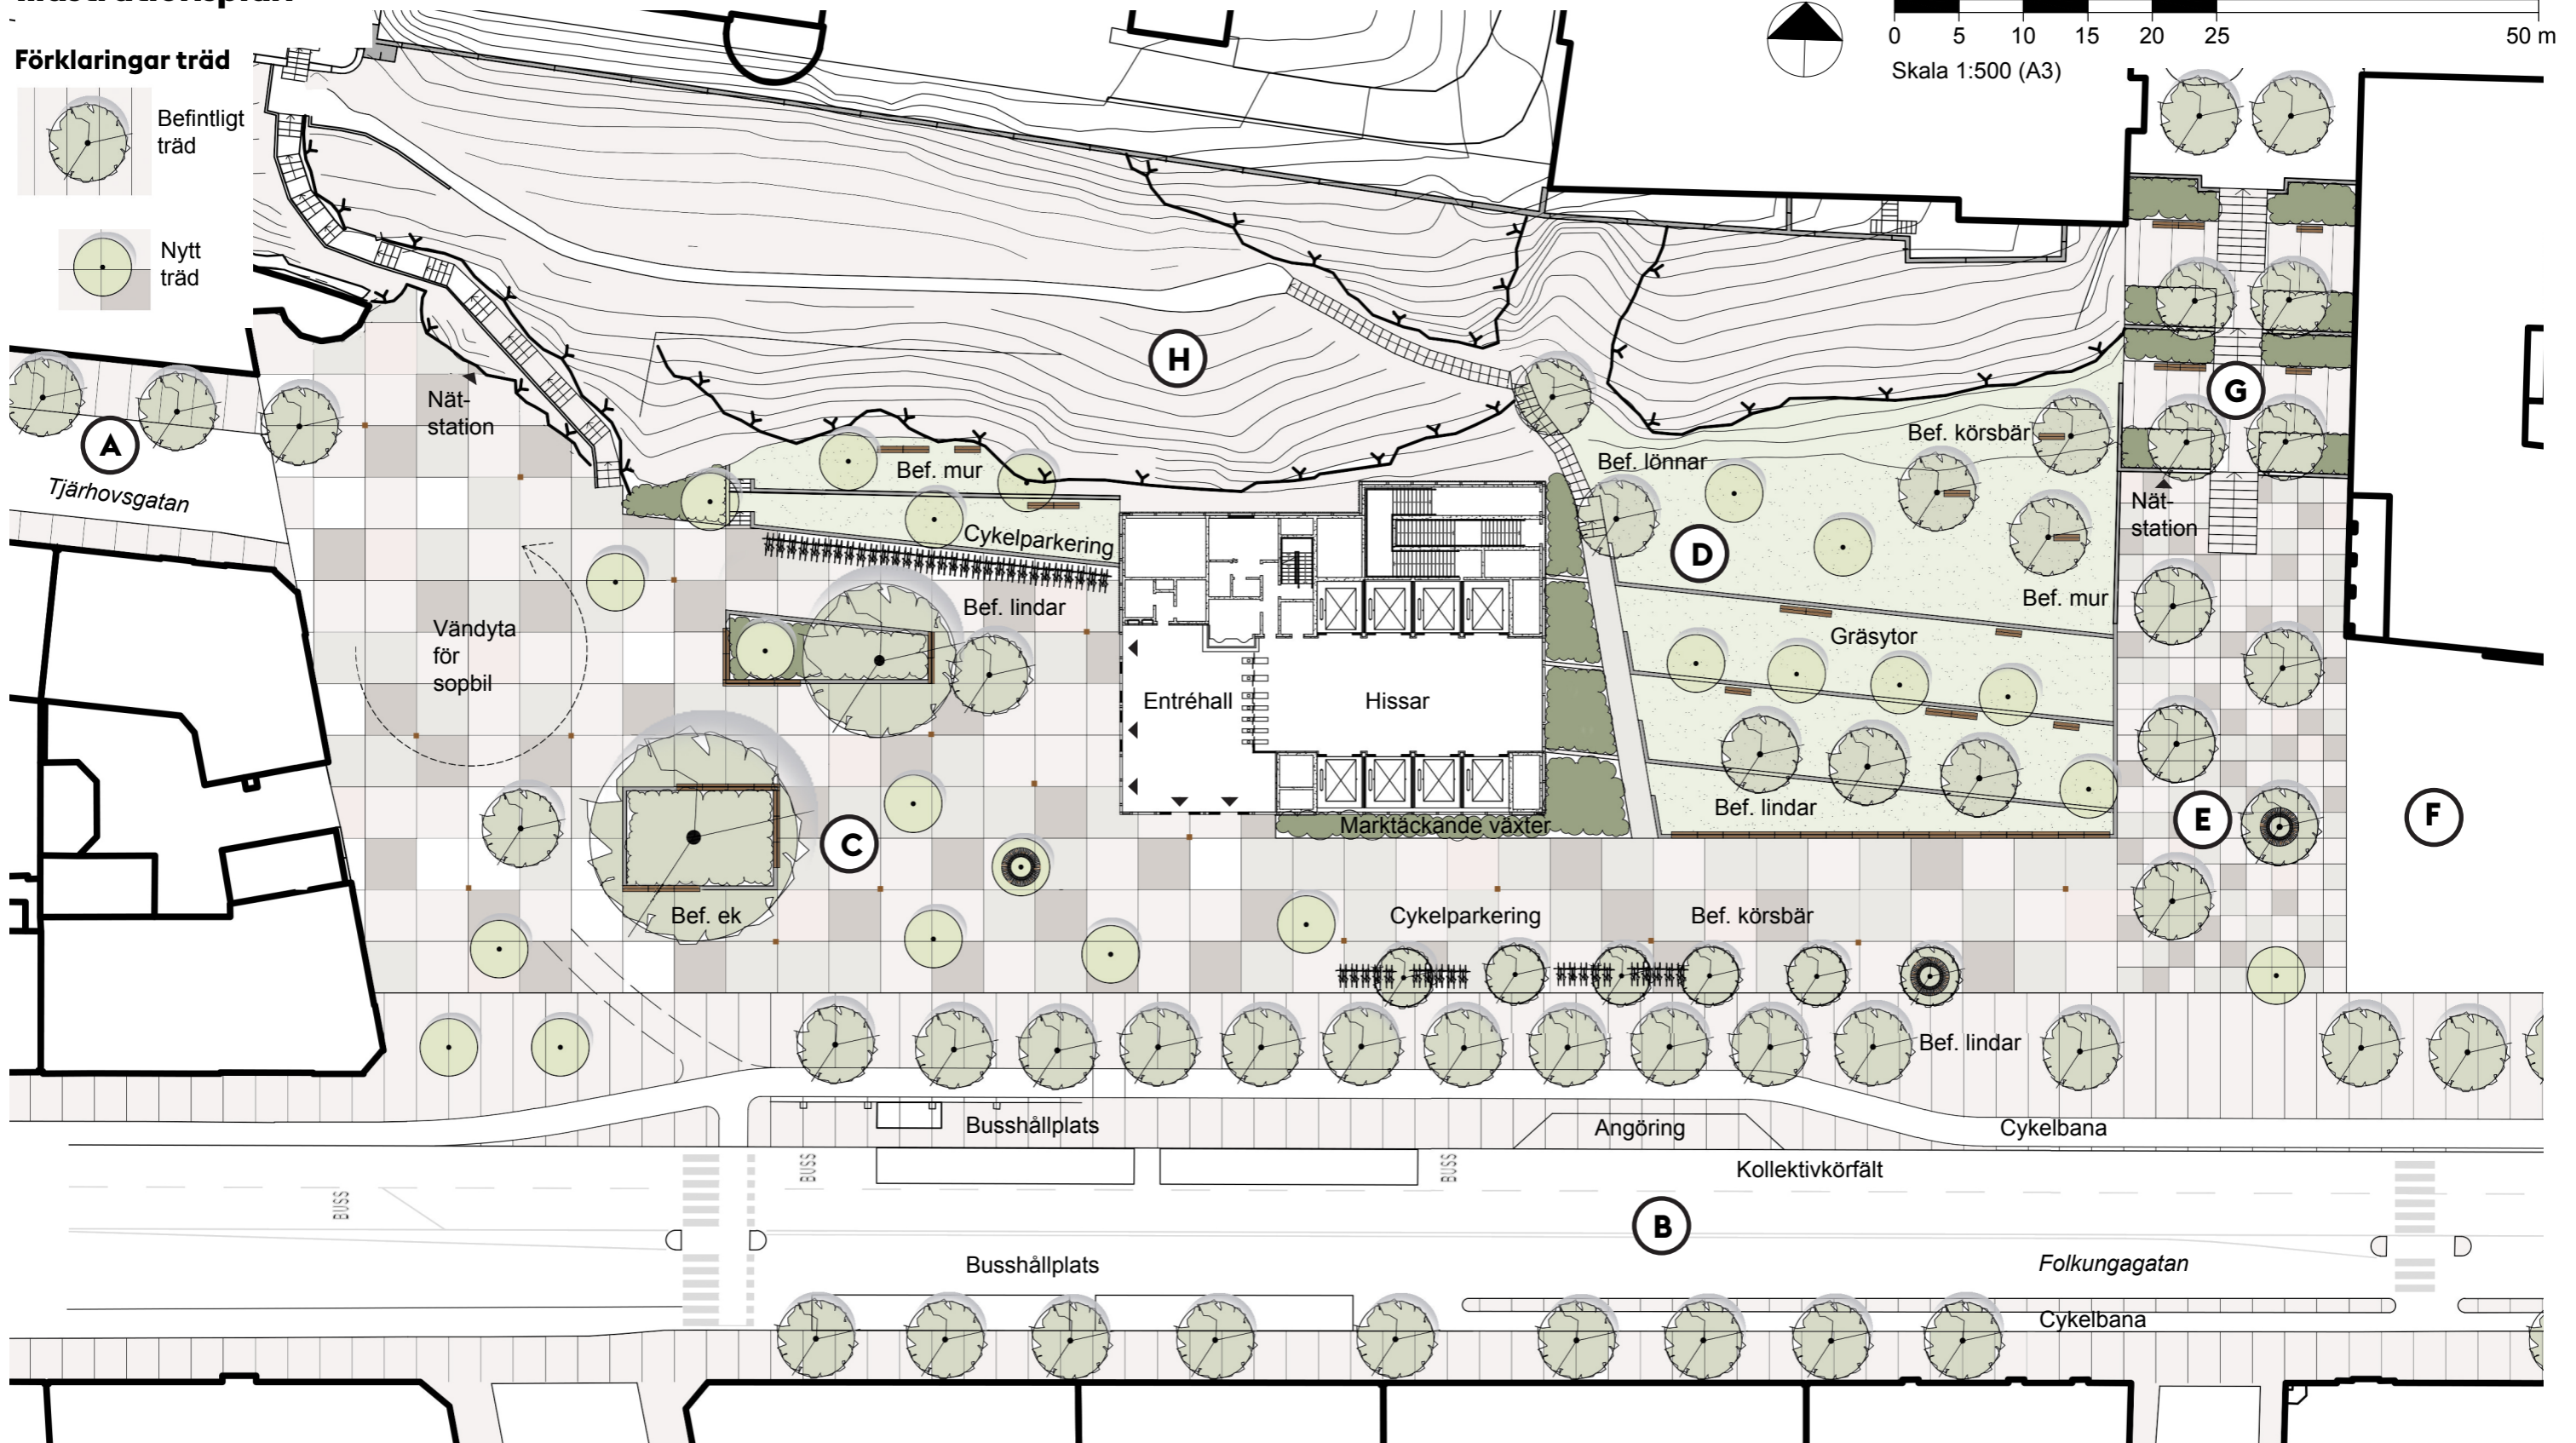 Illustrationsplan
Förklaringar träd
Befintligt
träd
Nytt
träd
0 5 10 15 20 25 50 m
Skala 1:500 (A3)
A
Tjärhovsgatan
Nät-
station
H
Bef. mur
Cykelparkering
Bef. lindar
Vändyta
för
sopbil
Entréhall
Hissar
C
Bef. ek
Marktäckande växter
Bef. lönnar
Bef. körsbär
D
Bef. mur
Gräsytor
Bef. lindar
G
Nät-
station
E
F
Cykelparkering
Bef. körsbär
Bef. lindar
Busshållplats
Angöring
Cykelbana
Kollektivkörfält
BUSS
BUSS
BUSS
B
Busshållplats
Folkungagatan
Cykelbana